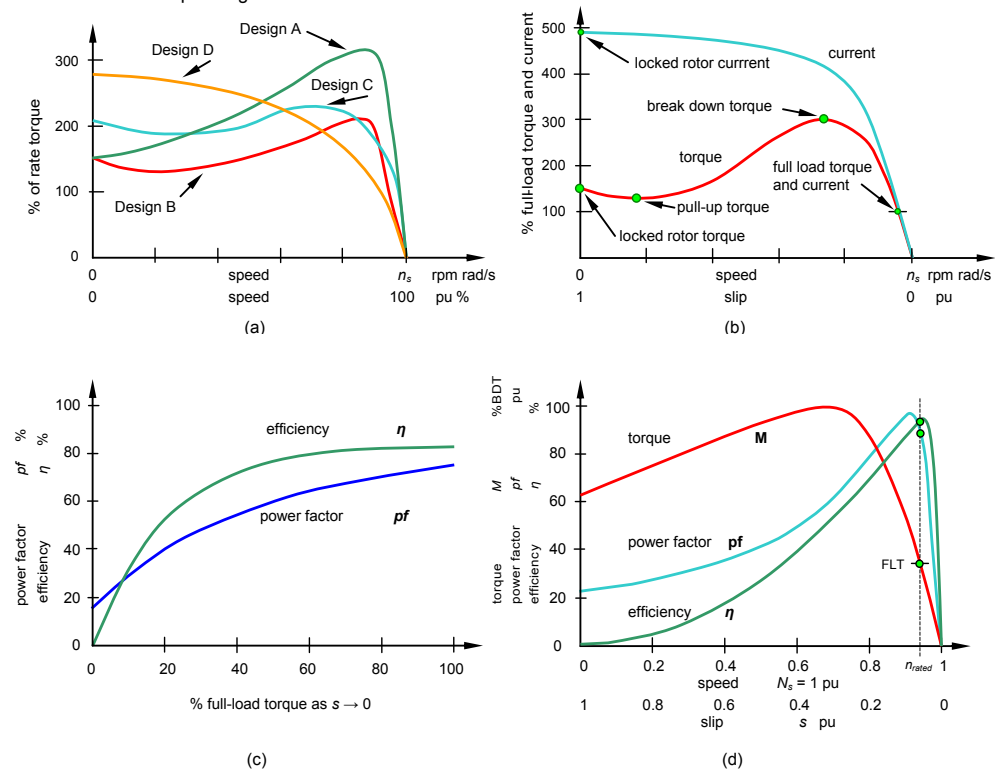 Design A
Design D
Design C
Design B
% of rate torque
300
200
100
0
0 speed n_s rpm rad/s
0 speed 100 pu %
(a)
% full-load torque and current
500
400
300
200
100
current
locked rotor currrent
break down torque
torque
full load torque
and current
pull-up torque
locked rotor torque
0 speed n_s rpm rad/s
1 slip 0 pu
(b)
power factor pf %
efficiency η %
100
80
60
40
20
0
efficiency η
power factor pf
0 20 40 60 80 100
% full-load torque as s → 0
(c)
torque M %BDT
power factor pf pu
efficiency η %
100
80
60
40
20
0
torque M
power factor pf
efficiency η
FLT
0 0.2 0.4 0.6 0.8 n_rated 1
speed N_s = 1 pu
1 0.8 0.6 0.4 0.2 0
slip s pu
(d)